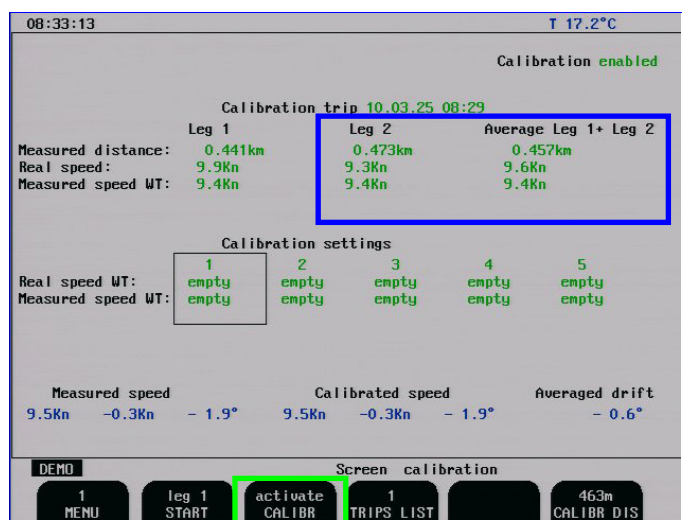 08:33:13 T 17.2°C
Calibration enabled
Calibration trip 10.03.25 08:29
Leg 1 Leg 2 Average Leg 1+ Leg 2
Measured distance: 0.441km 0.473km 0.457km
Real speed: 9.9Kn 9.3Kn 9.6Kn
Measured speed WT: 9.4Kn 9.4Kn 9.4Kn
Calibration settings
1 2 3 4 5
Real speed WT: empty empty empty empty empty
Measured speed WT: empty empty empty empty empty
Measured speed Calibrated speed Averaged drift
9.5Kn -0.3Kn - 1.9° 9.5Kn -0.3Kn - 1.9° - 0.6°
DEMO Screen calibration
1 leg 1 activate 1 463m
MENU START CALIBR TRIPS LIST CALIBR DIS